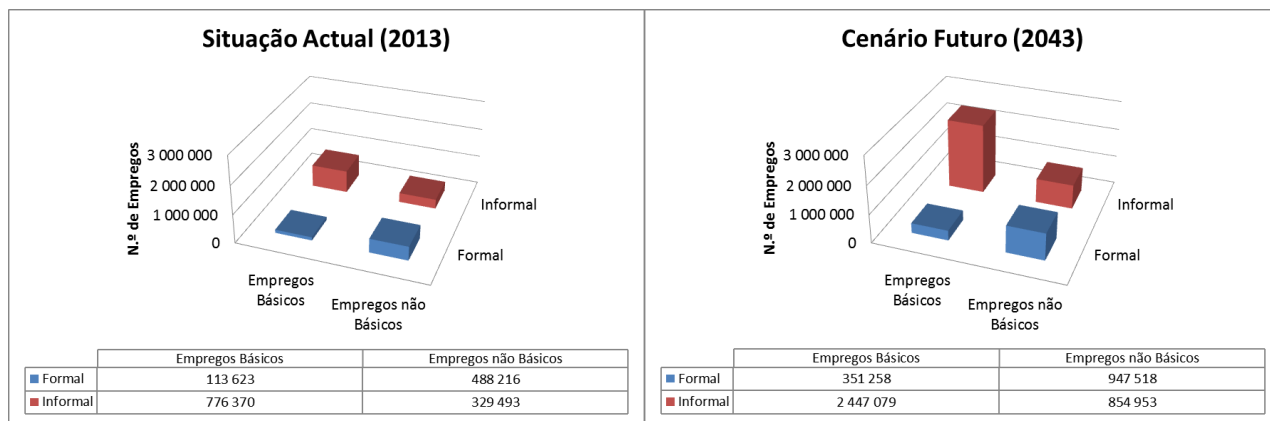 Situação Actual (2013)
N.º de Empregos
3 000 000
2 000 000
1 000 000
0
Informal
Formal
Empregos
Básicos
Empregos não
Básicos
Empregos Básicos Empregos não Básicos
Formal 113 623 488 216
Informal 776 370 329 493
Cenário Futuro (2043)
N.º de Empregos
3 000 000
2 000 000
1 000 000
0
Informal
Formal
Empregos
Básicos
Empregos não
Básicos
Empregos Básicos Empregos não Básicos
Formal 351 258 947 518
Informal 2 447 079 854 953